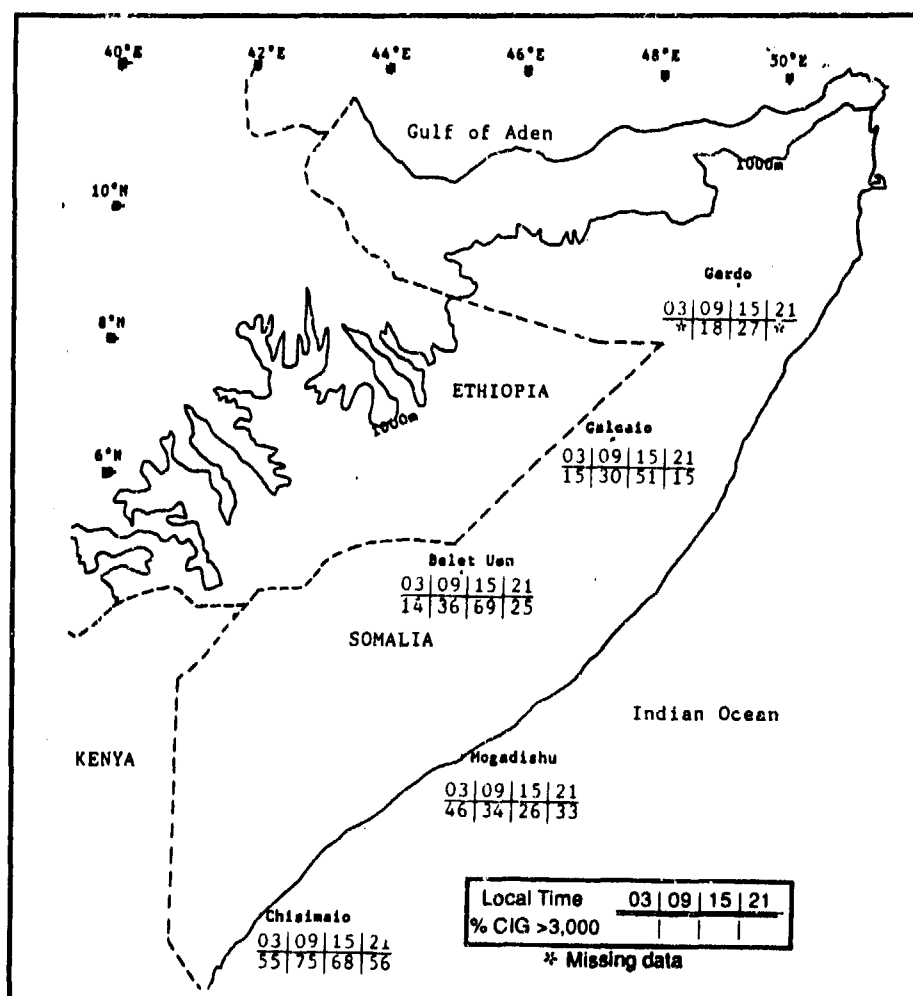 40°E 42°E 44°E 46°E 48°E 50°E
Gulf of Aden
1000m
10°N
Gardo
03 | 09 | 15 | 21
* | 18 | 27 | *
8°N
ETHIOPIA
1000m
Galcaio
03 | 09 | 15 | 21
15 | 30 | 51 | 15
6°N
Belet Uen
03 | 09 | 15 | 21
14 | 36 | 69 | 25
SOMALIA
Indian Ocean
KENYA
Mogadishu
03 | 09 | 15 | 21
46 | 34 | 26 | 33
Local Time 03 | 09 | 15 | 21
% CIG >3,000 | | |
* Missing data
Chisimaio
03 | 09 | 15 | 21
55 | 75 | 68 | 56